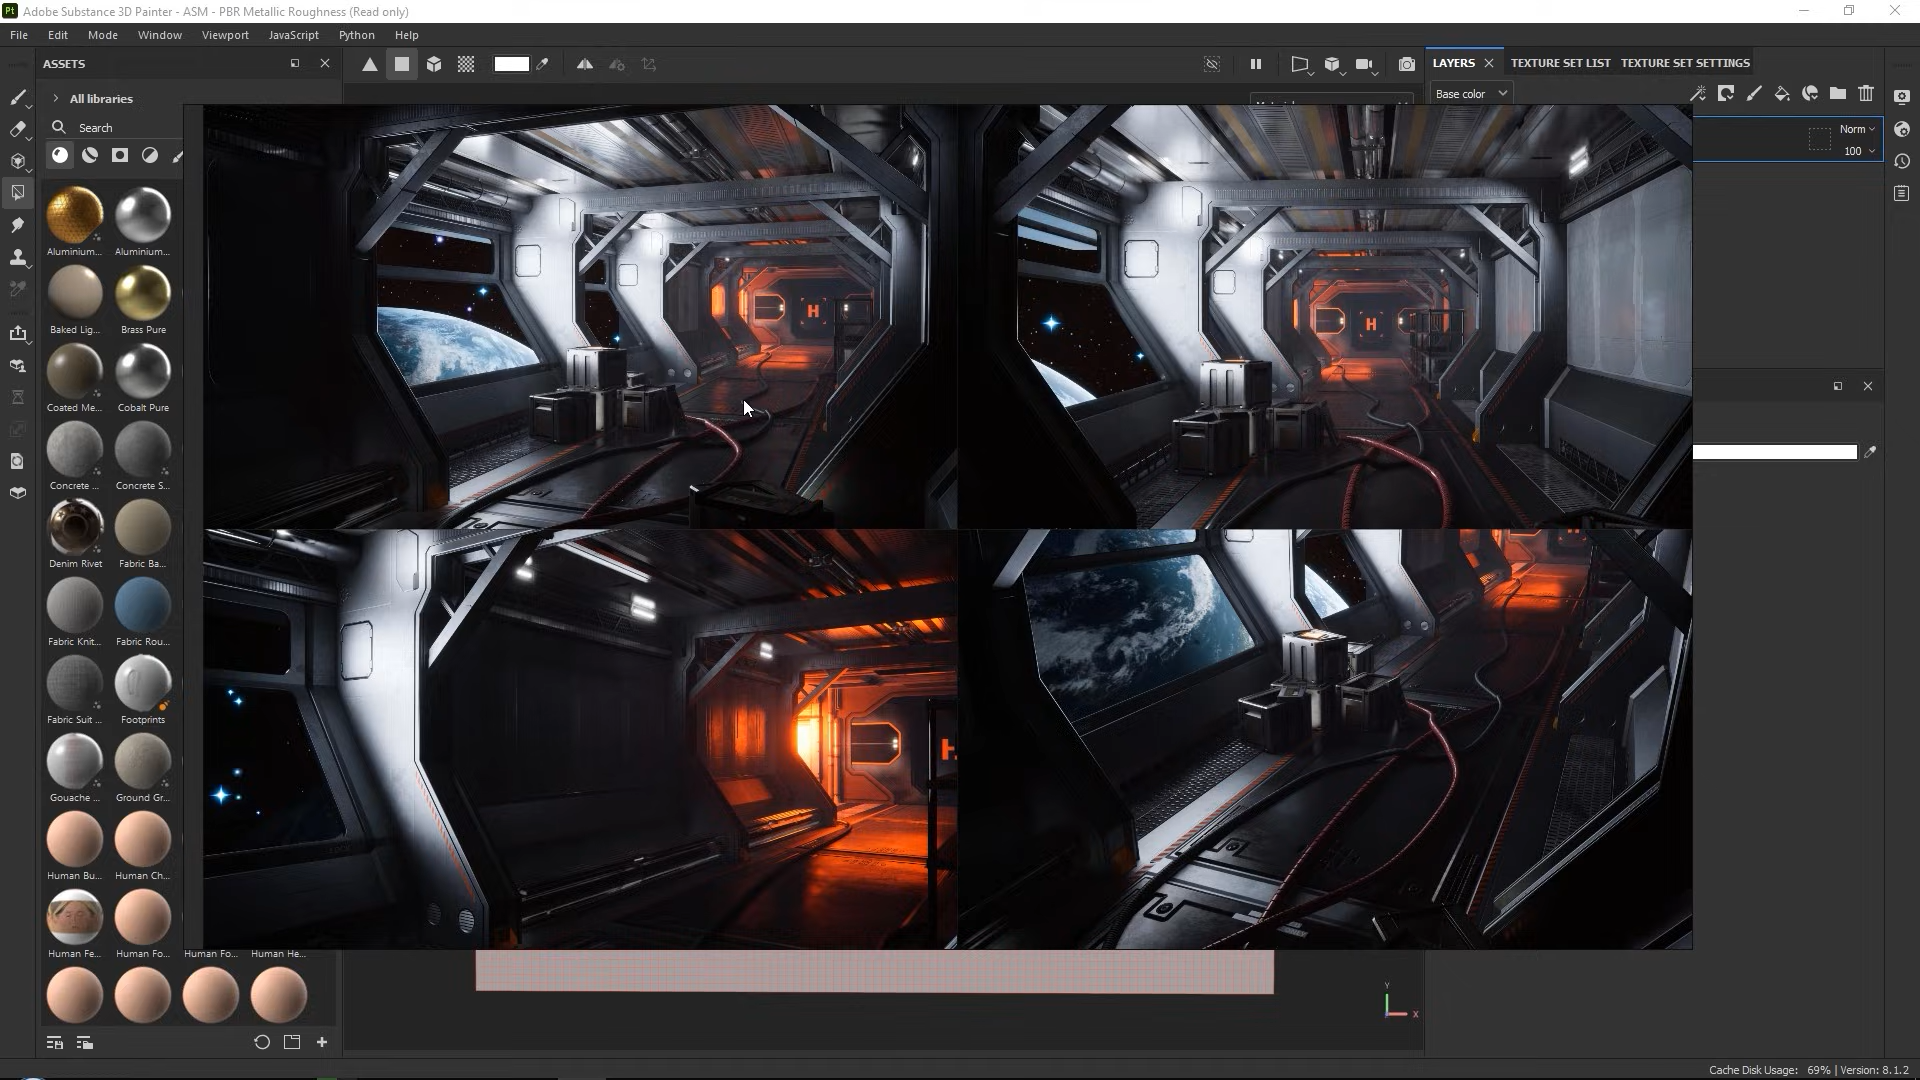 Pt Adobe Substance 3D Painter - ASM - PBR Metallic Roughness (Read only)
File Edit Mode Window Viewport JavaScript Python Help
ASSETS
LAYERS TEXTURE SET LIST TEXTURE SET SETTINGS
All libraries
Base color
Search
Norm
100
Aluminium... Aluminium...
Baked Lig... Brass Pure
Coated Me... Cobalt Pure
Concrete ... Concrete S...
Denim Rivet Fabric Ba...
Fabric Knit... Fabric Rou...
Fabric Suit ... Footprints
Gouache ... Ground Gr...
Human Bu... Human Ch...
Human Fe... Human Fo... Human Fo... Human He...
H
H
H
Y
X
Cache Disk Usage: 69% | Version: 8.1.2